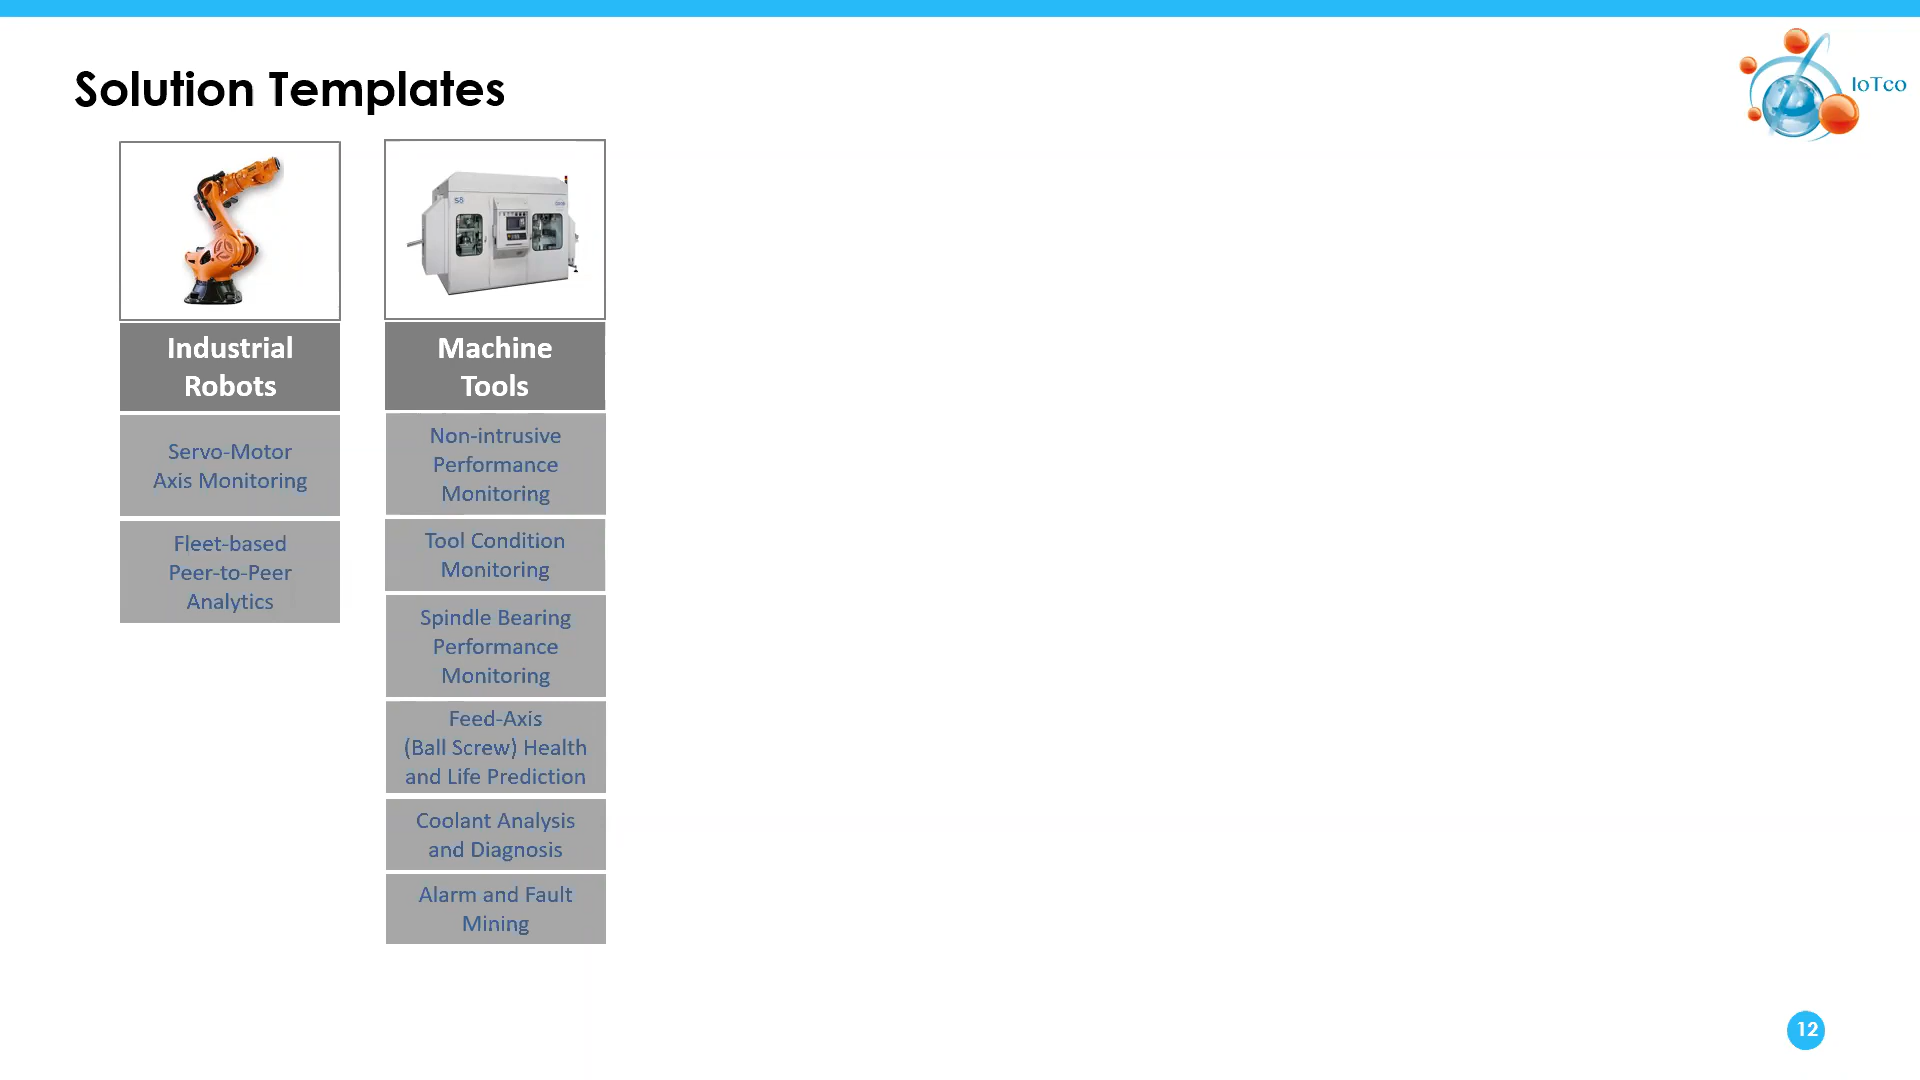 Solution Templates
IoTco
S5
Industrial
Robots
Servo-Motor
Axis Monitoring
Fleet-based
Peer-to-Peer
Analytics
Machine
Tools
Non-intrusive
Performance
Monitoring
Tool Condition
Monitoring
Spindle Bearing
Performance
Monitoring
Feed-Axis
(Ball Screw) Health
and Life Prediction
Coolant Analysis
and Diagnosis
Alarm and Fault
Mining
12